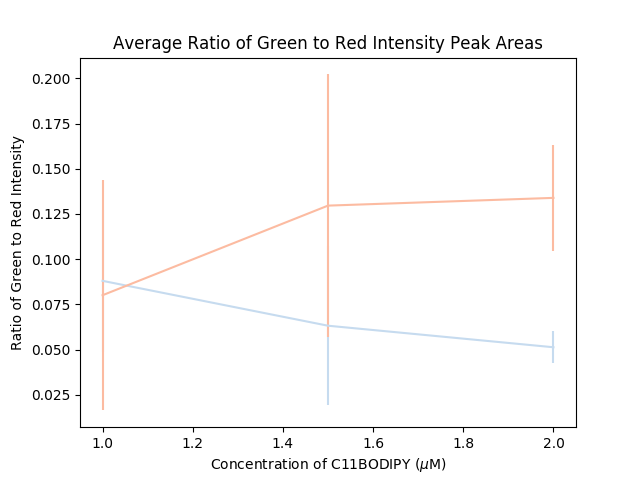 Average Ratio of Green to Red Intensity Peak Areas
0.200
0.175
0.150
0.125
0.100
0.075
0.050
0.025
Ratio of Green to Red Intensity
1.0 1.2 1.4 1.6 1.8 2.0
Concentration of C11BODIPY (μM)